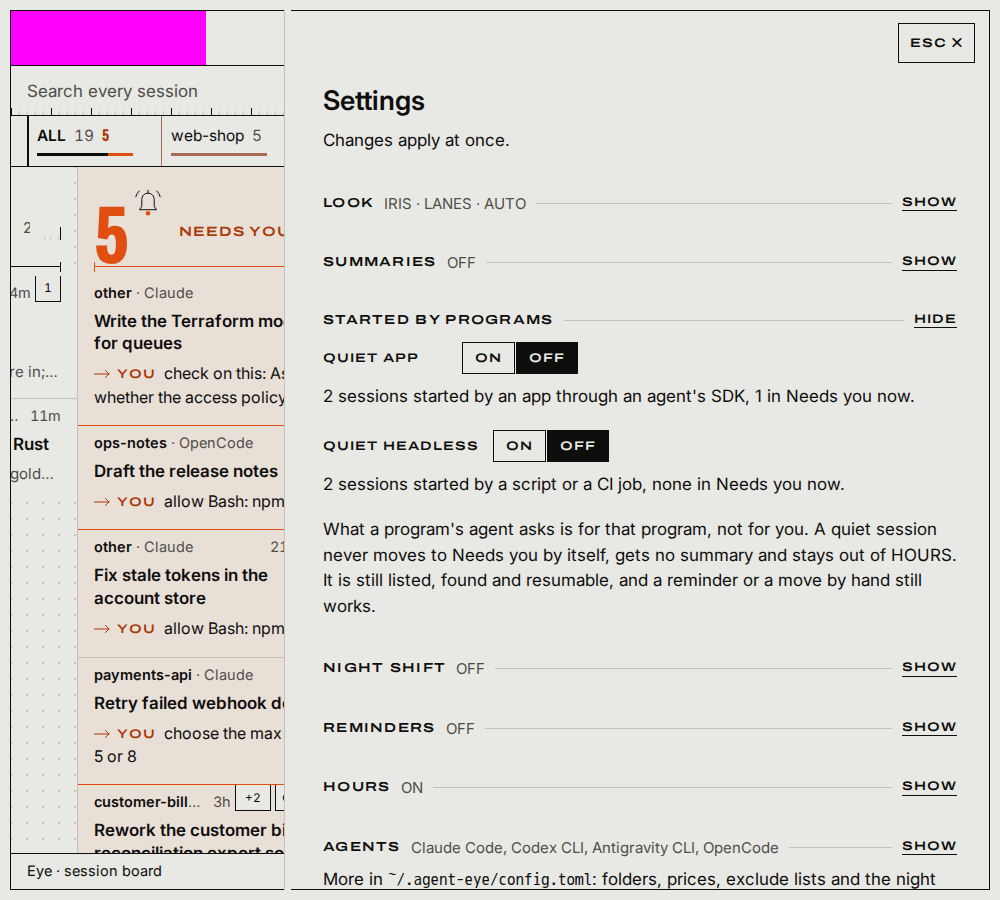 ESC ✕
Search every session
ALL 19 5
web-shop 5
2
4m 1
re in;...
.. 11m
Rust
gold...
5
NEEDS YOU
other · Claude
Write the Terraform
for queues
→ YOU check on this:
whether the access policy
ops-notes · OpenCode
Draft the release notes
→ YOU allow Bash: npm
other · Claude 21
Fix stale tokens in the
account store
→ YOU allow Bash: npm
payments-api · Claude
Retry failed webhook
→ YOU choose the max
5 or 8
customer-bill... 3h +2
Rework the customer
Eye · session board
Settings
Changes apply at once.
LOOK IRIS · LANES · AUTO SHOW
SUMMARIES OFF SHOW
STARTED BY PROGRAMS HIDE
QUIET APP ON OFF
2 sessions started by an app through an agent's SDK, 1 in Needs you now.
QUIET HEADLESS ON OFF
2 sessions started by a script or a CI job, none in Needs you now.
What a program's agent asks is for that program, not for you. A quiet session
never moves to Needs you by itself, gets no summary and stays out of HOURS.
It is still listed, found and resumable, and a reminder or a move by hand still
works.
NIGHT SHIFT OFF SHOW
REMINDERS OFF SHOW
HOURS ON SHOW
AGENTS Claude Code, Codex CLI, Antigravity CLI, OpenCode SHOW
More in ~/.agent-eye/config.toml: folders, prices, exclude lists and the night